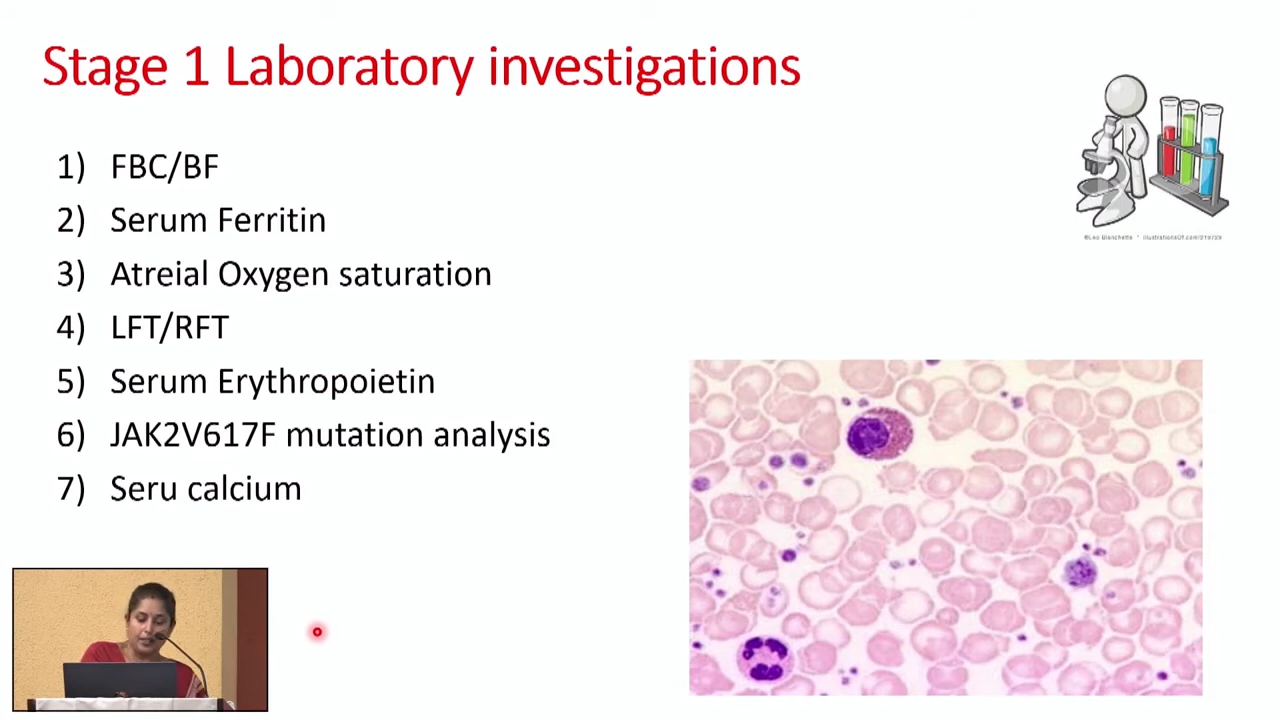 Stage 1 Laboratory investigations
1) FBC/BF
2) Serum Ferritin
3) Atreial Oxygen saturation
4) LFT/RFT
5) Serum Erythropoietin
6) JAK2V617F mutation analysis
7) Seru calcium